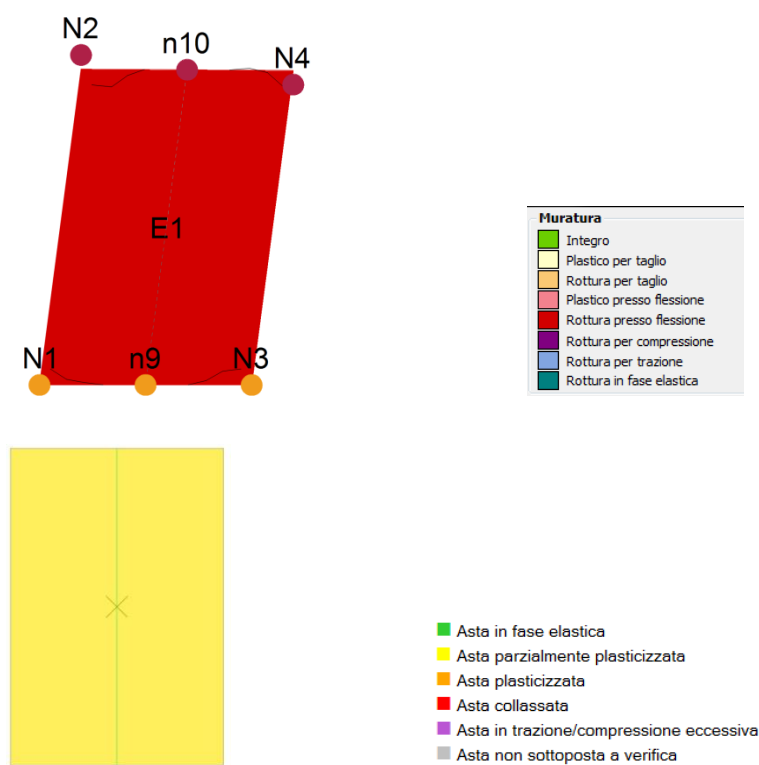 N2
n10
N4
E1
N1
n9
N3
Muratura
Integro
Plastico per taglio
Rottura per taglio
Plastico presso flessione
Rottura presso flessione
Rottura per compressione
Rottura per trazione
Rottura in fase elastica
Asta in fase elastica
Asta parzialmente plasticizzata
Asta plasticizzata
Asta collassata
Asta in trazione/compressione eccessiva
Asta non sottoposta a verifica